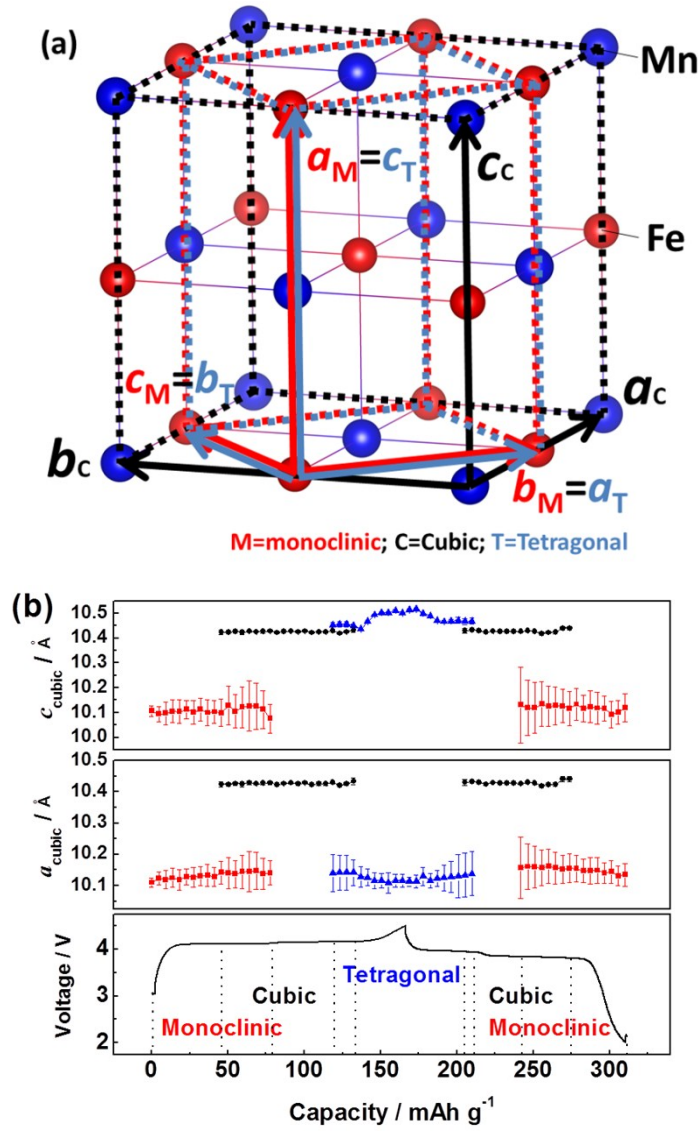 (a)
Mn
aM=cT
cC
Fe
cM=bT
aC
bC
bM=aT
M=monoclinic; C=Cubic; T=Tetragonal
(b)
10.5
10.4
10.3
10.2
10.1
10.0
ccubic / Å
10.4
10.3
10.2
10.1
acubic / Å
4
3
2
Voltage / V
Tetragonal
Cubic
Cubic
Monoclinic
Monoclinic
0 50 100 150 200 250 300
Capacity / mAh g-1